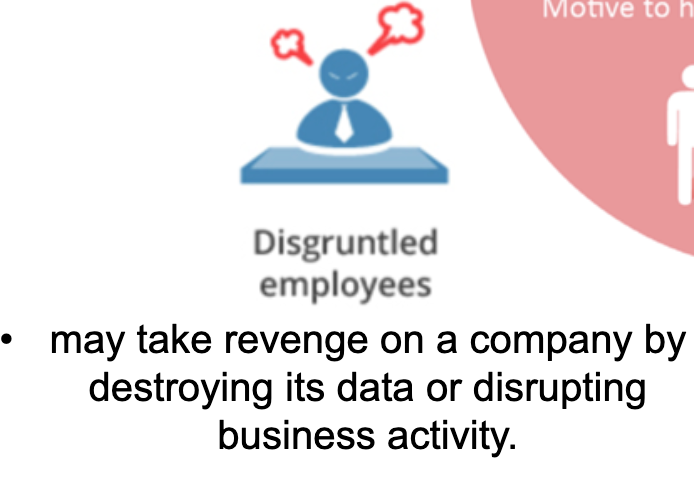 Motive to h
Disgruntled
employees
• may take revenge on a company by
destroying its data or disrupting
business activity.